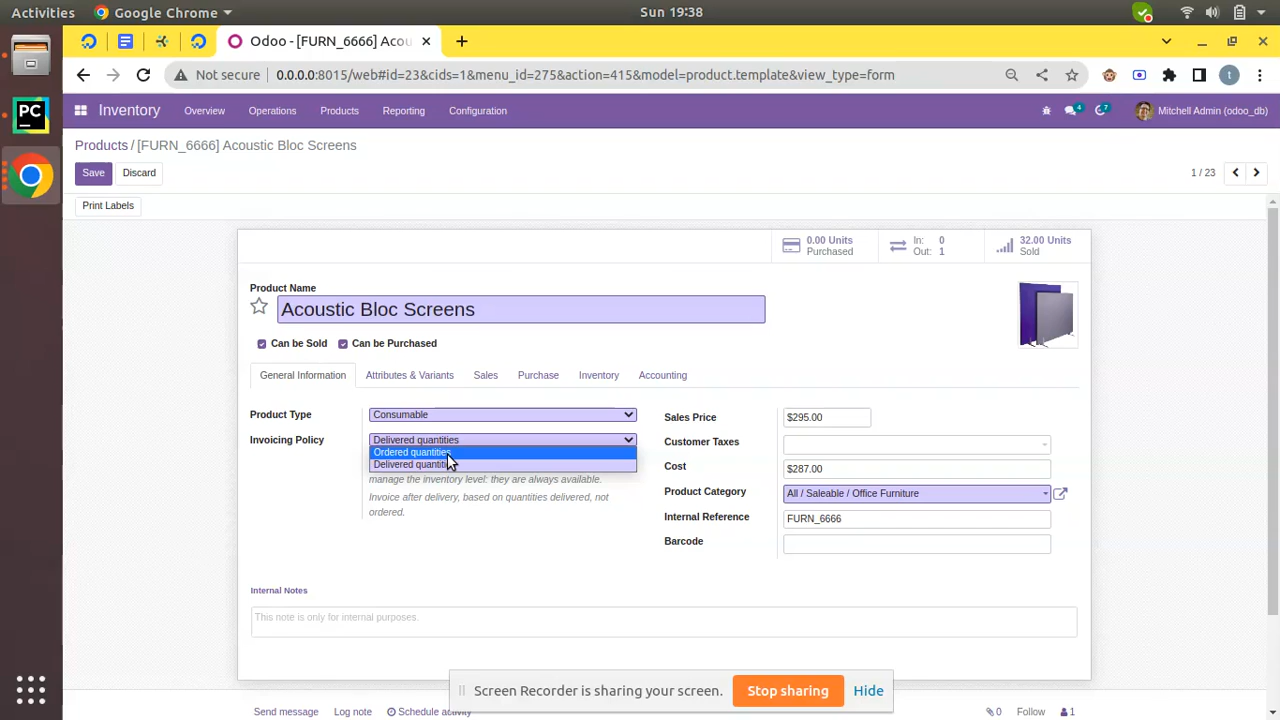 Activities Google Chrome Sun 19:38
Odoo - [FURN_6666] Acou
Not secure 0.0.0.0:8015/web#id=23&cids=1&menu_id=275&action=415&model=product.template&view_type=form
Inventory Overview Operations Products Reporting Configuration 4 7 Mitchell Admin (odoo_db)
Products / [FURN_6666] Acoustic Bloc Screens
Save Discard 1 / 23
Print Labels
0.00 Units
Purchased
In: 0
Out: 1
32.00 Units
Sold
Product Name
Acoustic Bloc Screens
Can be Sold Can be Purchased
General Information Attributes & Variants Sales Purchase Inventory Accounting
Product Type Consumable
Invoicing Policy Delivered quantities
Ordered quantities
Delivered quantities
manage the inventory level: they are always available.
Invoice after delivery, based on quantities delivered, not
ordered.
Sales Price $295.00
Customer Taxes
Cost $287.00
Product Category All / Saleable / Office Furniture
Internal Reference FURN_6666
Barcode
Internal Notes
This note is only for internal purposes.
Screen Recorder is sharing your screen. Stop sharing Hide
Send message Log note Schedule activity 0 Follow 1
PC
t